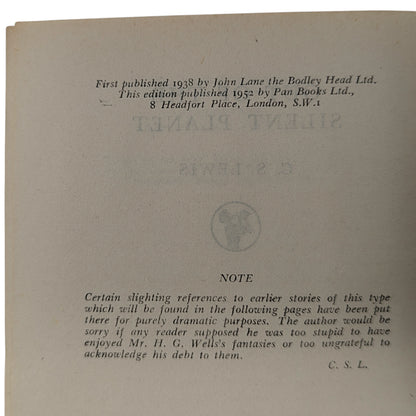 First published 1938 by John Lane the Bodley Head Ltd.
This edition published 1952 by Pan Books Ltd.,
8 Headfort Place, London, S.W.1
SILENT PLANET
C. S. LEWIS
NOTE
Certain slighting references to earlier stories of this type
which will be found in the following pages have been put
there for purely dramatic purposes. The author would be
sorry if any reader supposed he was too stupid to have
enjoyed Mr. H. G. Wells's fantasies or too ungrateful to
acknowledge his debt to them.
C. S. L.